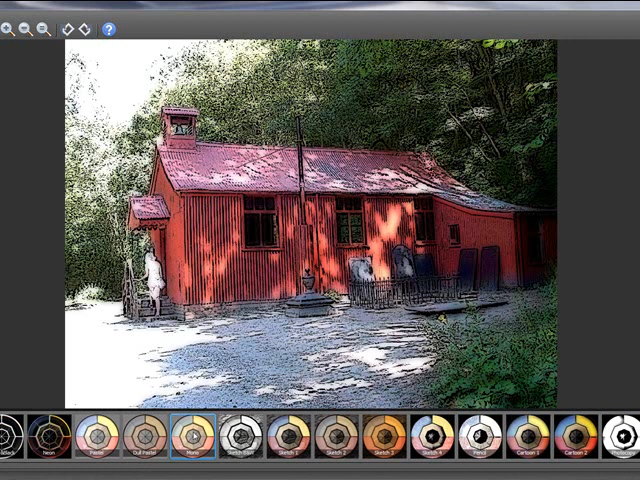 ?
Neon
Pastel
Dull Pastel
Mono
Sketch B&W
Sketch 1
Sketch 2
Sketch 3
Sketch 4
Pencil
Cartoon 1
Cartoon 2
Photocopy